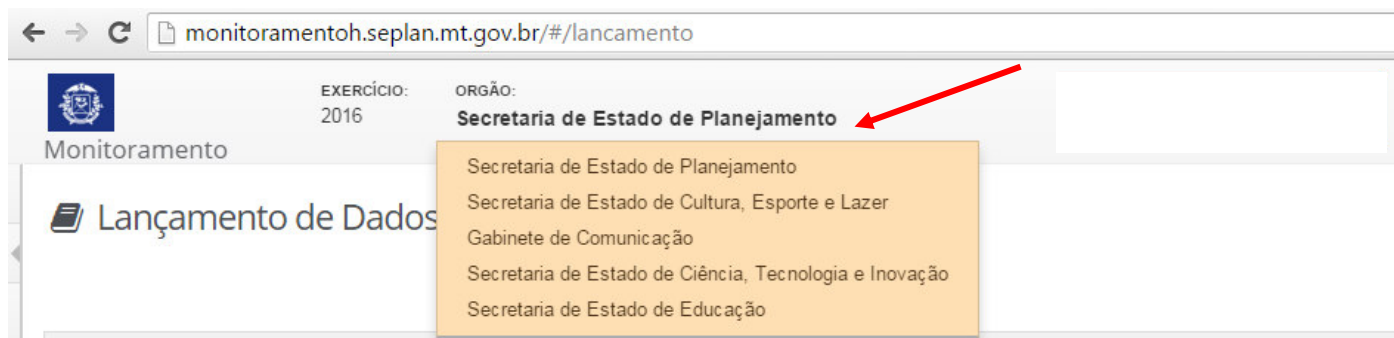 monitoramentoh.seplan.mt.gov.br/#/lancamento
EXERCÍCIO:
2016
ORGÃO:
Secretaria de Estado de Planejamento
Monitoramento
Lançamento de Dados
Secretaria de Estado de Planejamento
Secretaria de Estado de Cultura, Esporte e Lazer
Gabinete de Comunicação
Secretaria de Estado de Ciência, Tecnologia e Inovação
Secretaria de Estado de Educação